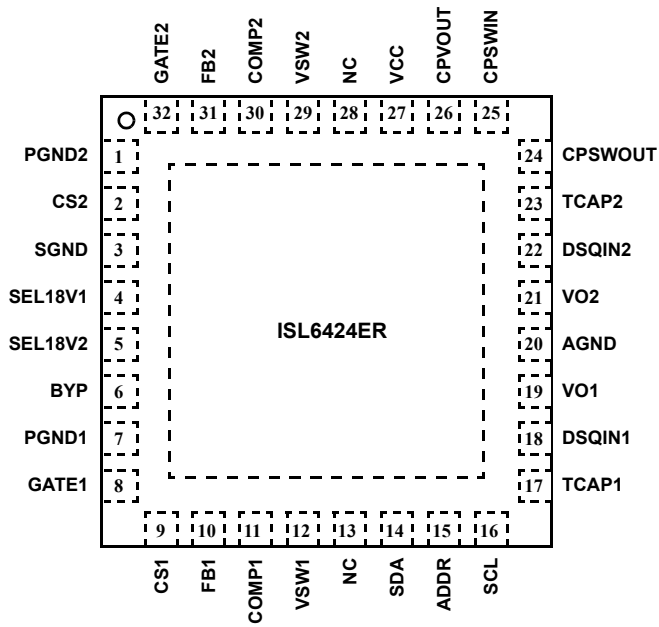 GATE2 FB2 COMP2 VSW2 NC VCC CPVOUT CPSWIN
32 31 30 29 28 27 26 25
PGND2 1 24 CPSWOUT
CS2 2 23 TCAP2
SGND 3 22 DSQIN2
SEL18V1 4 21 VO2
ISL6424ER
SEL18V2 5 20 AGND
BYP 6 19 VO1
PGND1 7 18 DSQIN1
GATE1 8 17 TCAP1
9 10 11 12 13 14 15 16
CS1 FB1 COMP1 VSW1 NC SDA ADDR SCL